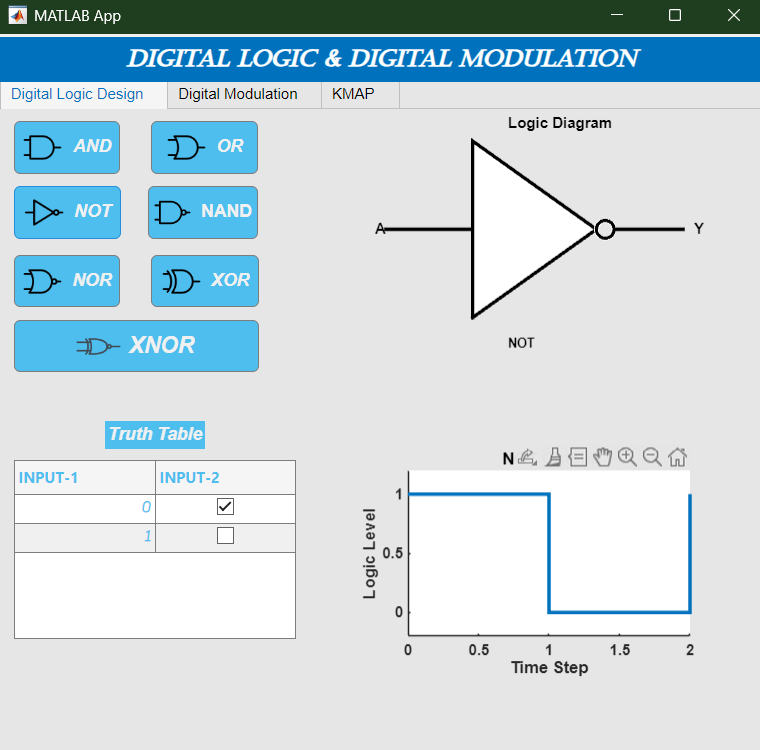 MATLAB App
DIGITAL LOGIC & DIGITAL MODULATION
Digital Logic Design
Digital Modulation
KMAP
AND
OR
NOT
NAND
NOR
XOR
XNOR
Logic Diagram
A
Y
NOT
Truth Table
INPUT-1 INPUT-2
0
1
N
1
0.5
0
Logic Level
0 0.5 1 1.5 2
Time Step